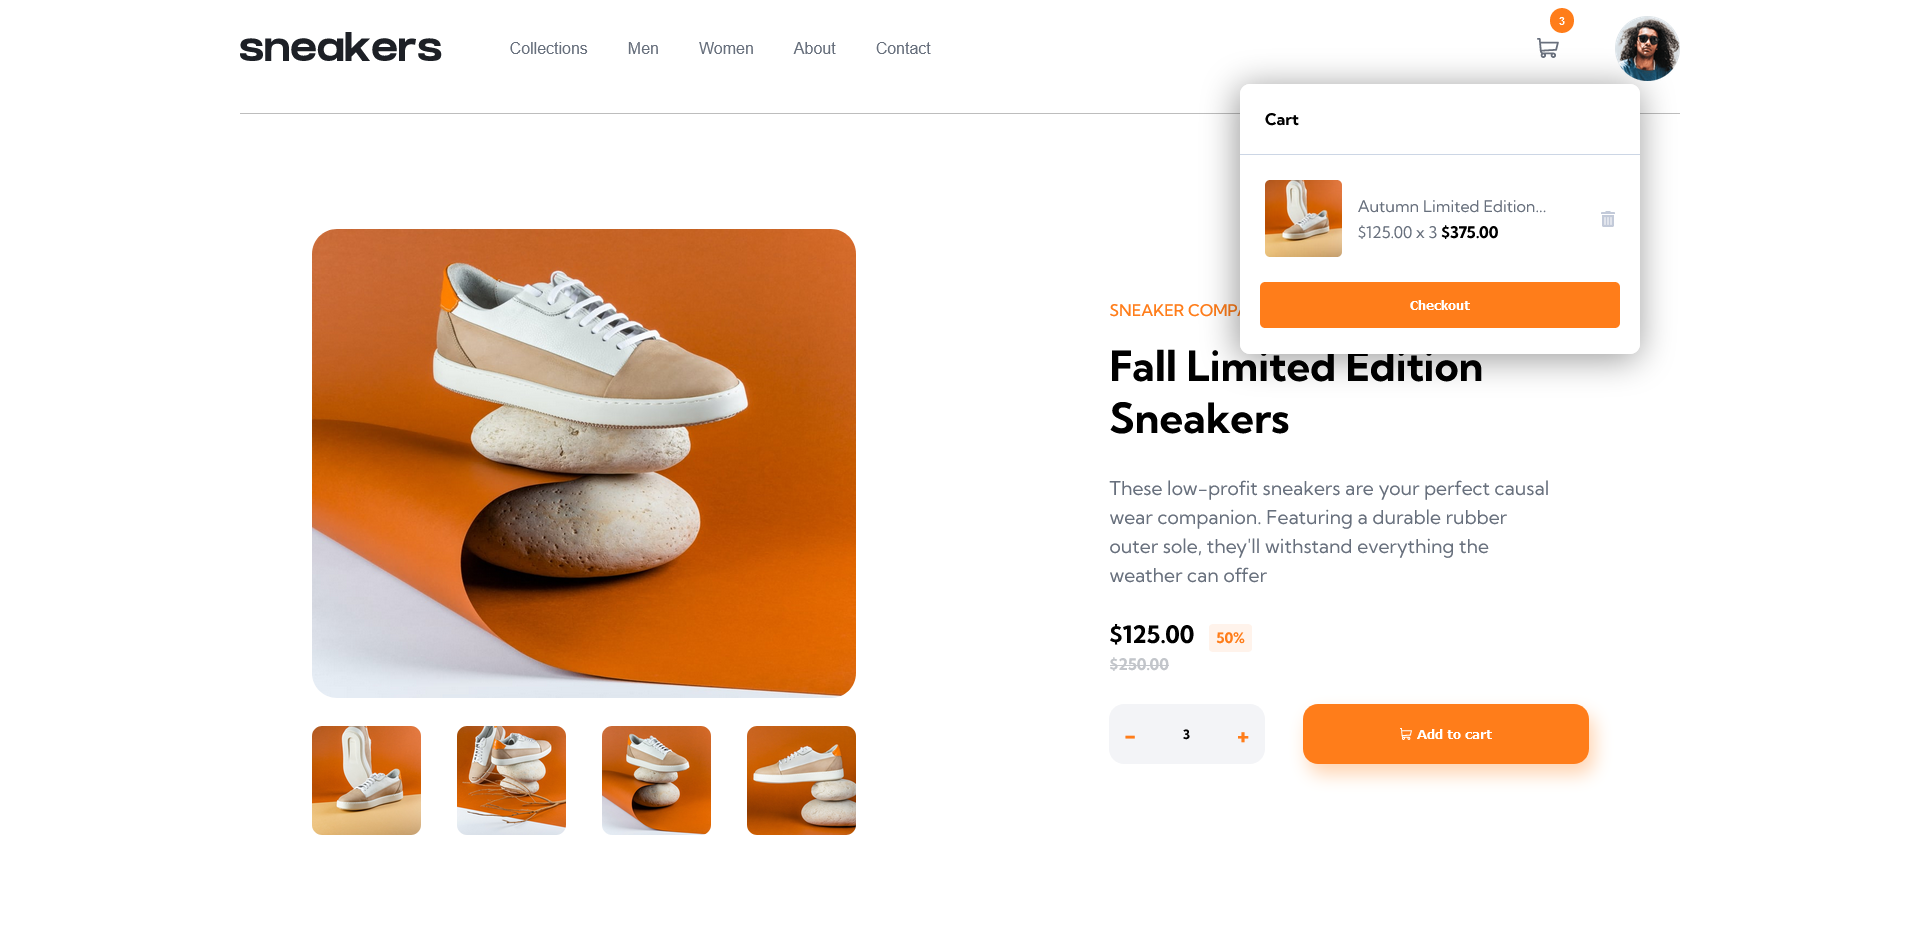 sneakers
Collections
Men
Women
About
Contact
3
Cart
Autumn Limited Edition...
$125.00 x 3 $375.00
Checkout
SNEAKER
Fall Limited Edition
Sneakers
These low-profit sneakers are your perfect causal
wear companion. Featuring a durable rubber
outer sole, they'll withstand everything the
weather can offer
$125.00
50%
$250.00
-
3
+
Add to cart